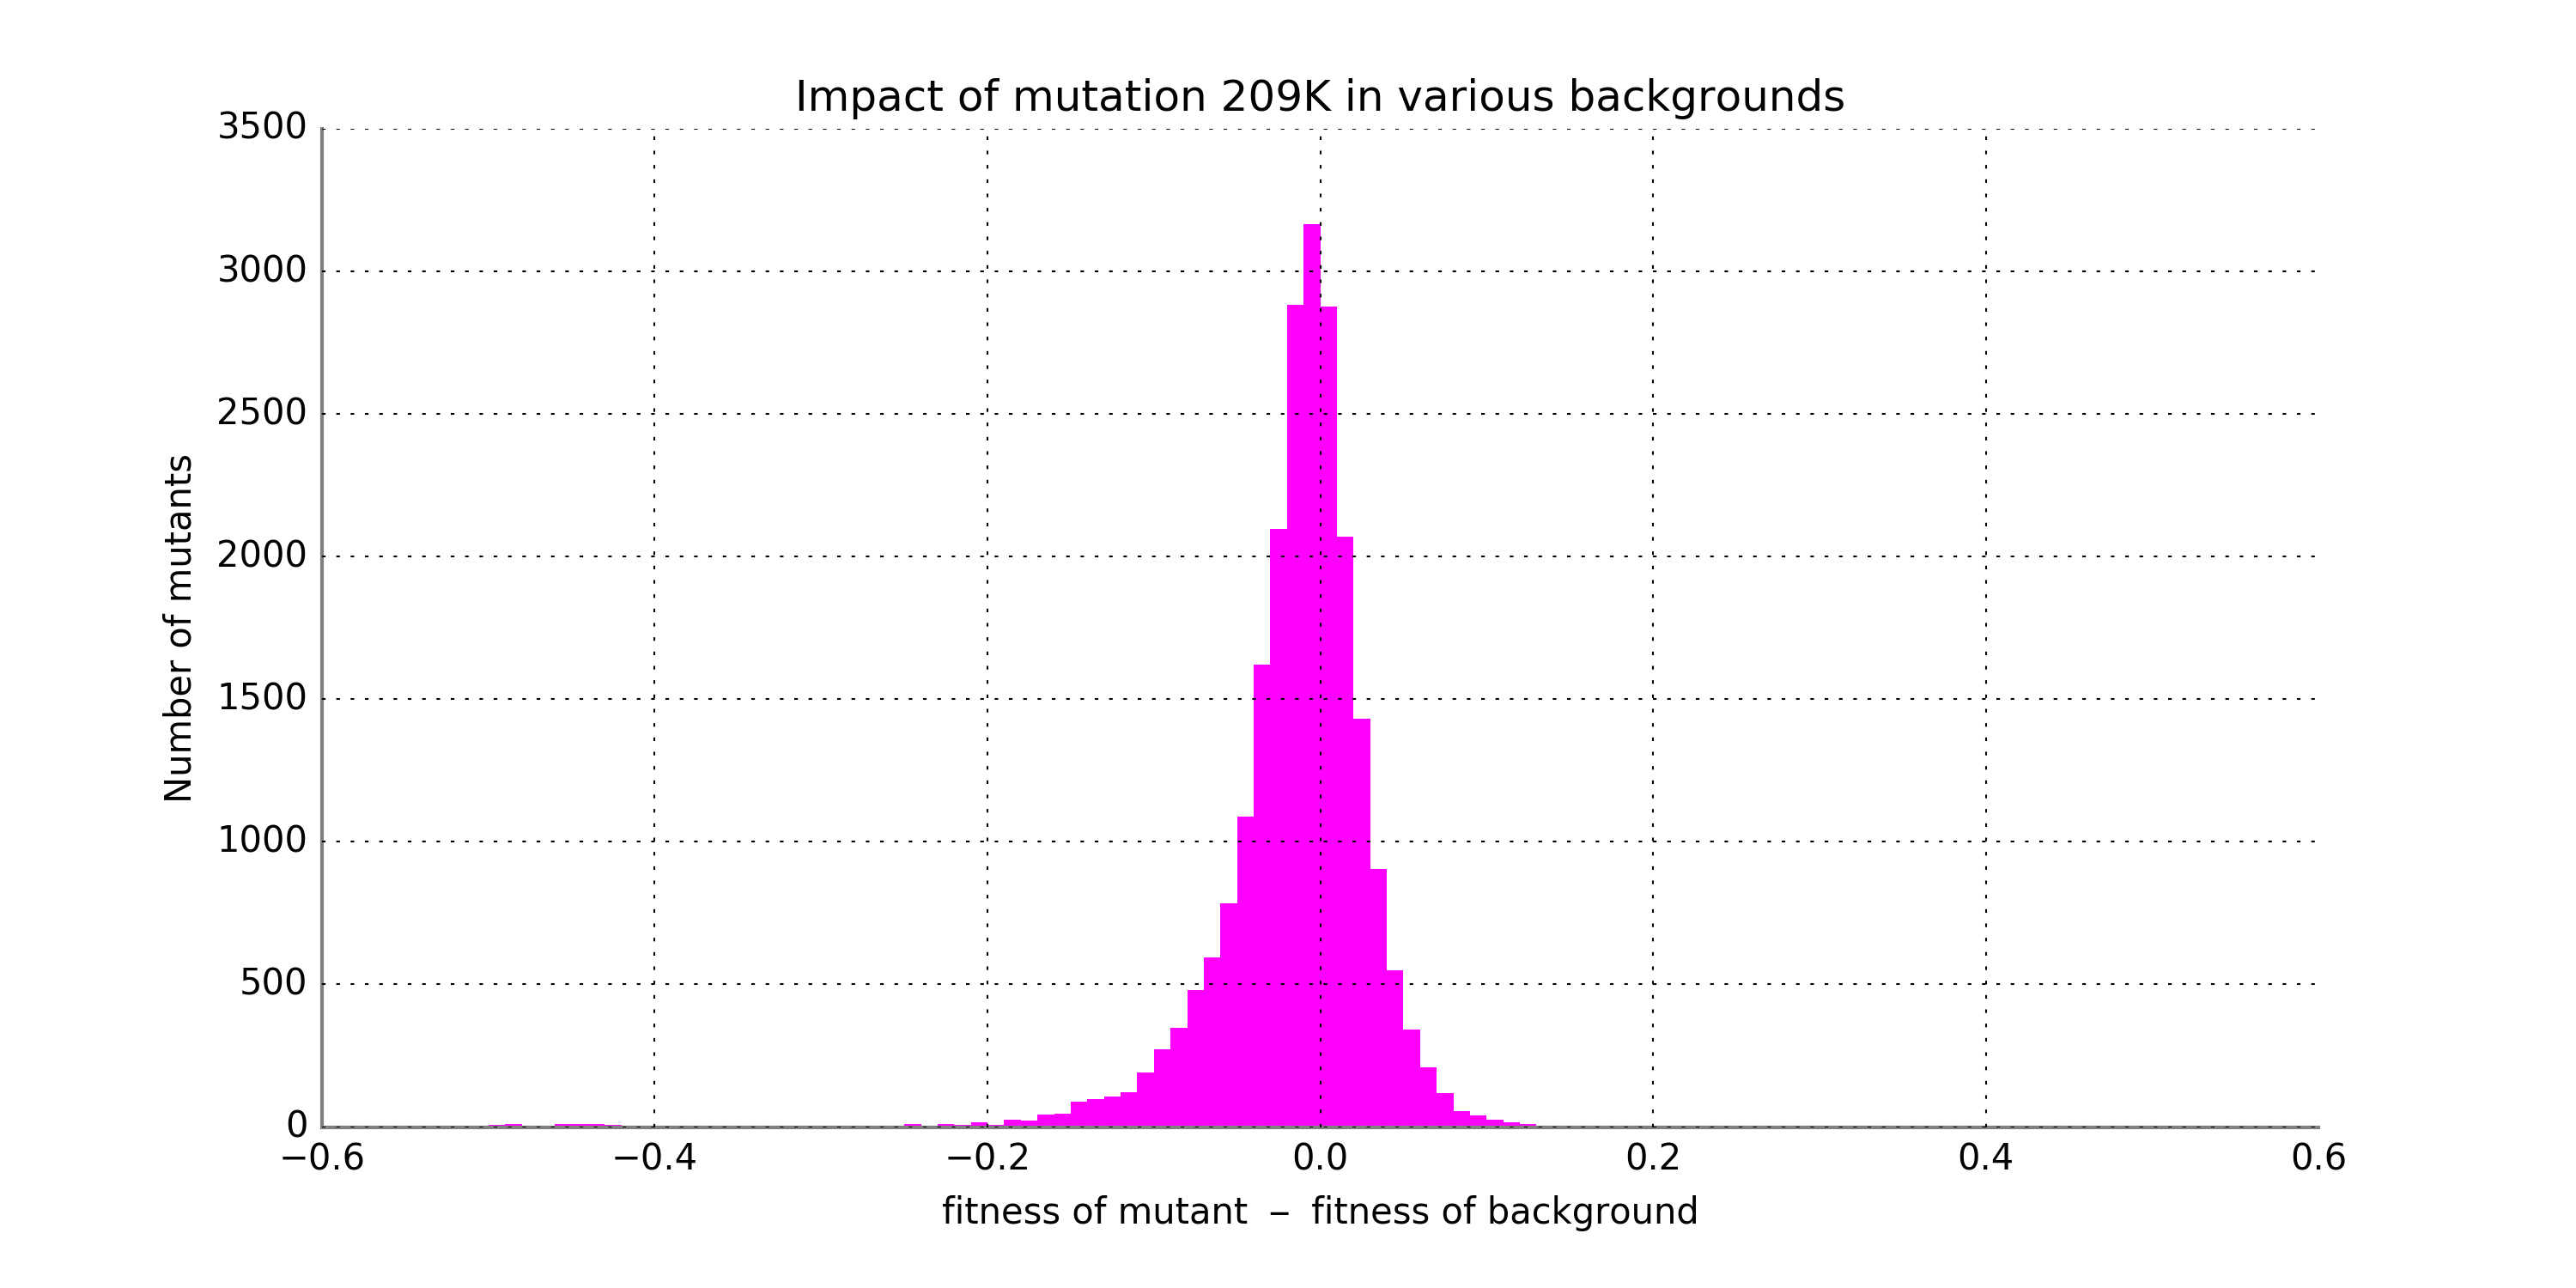 Impact of mutation 209K in various backgrounds
3500
3000
2500
2000
1500
1000
500
0
Number of mutants
−0.6 −0.4 −0.2 0.0 0.2 0.4 0.6
fitness of mutant − fitness of background